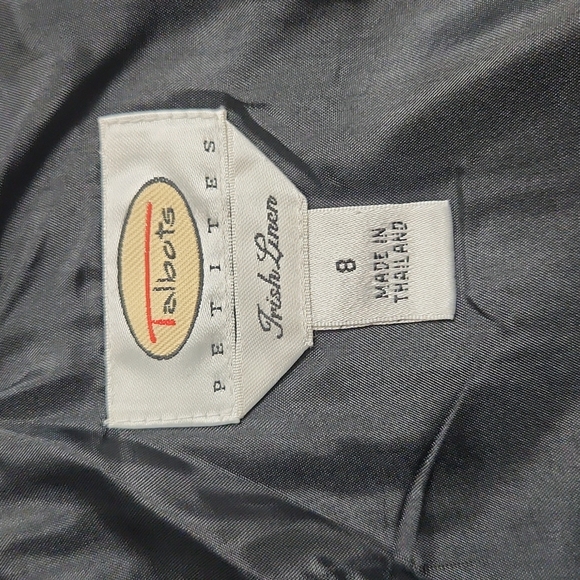 Talbots
PETITES
Irish Linen
8
MADE IN
THAILAND